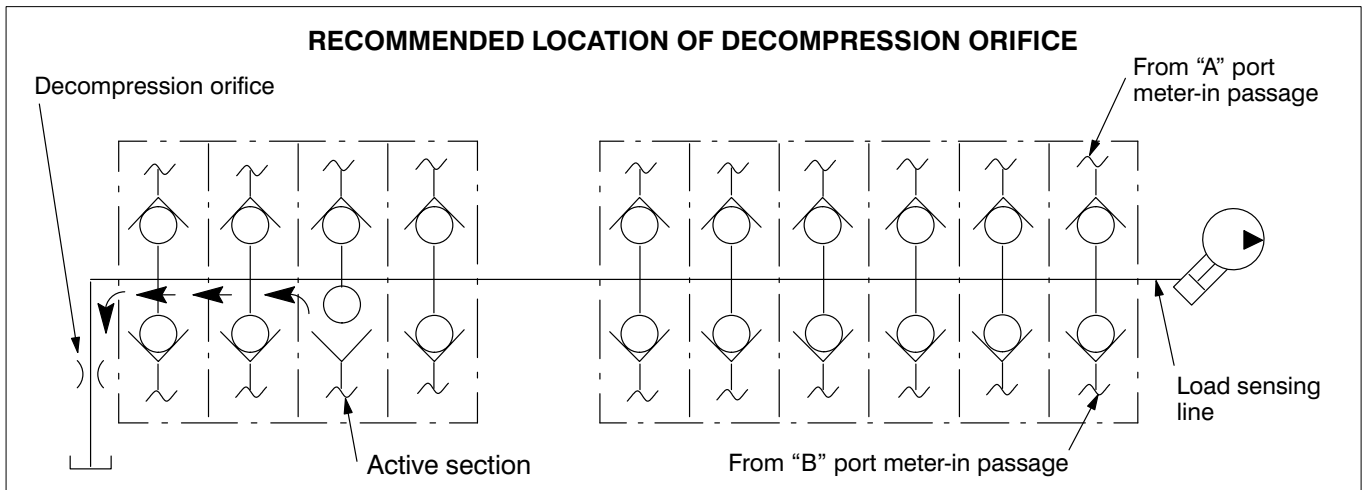 RECOMMENDED LOCATION OF DECOMPRESSION ORIFICE
From “A” port
meter-in passage
Decompression orifice
Load sensing
line
Active section
From “B” port meter-in passage